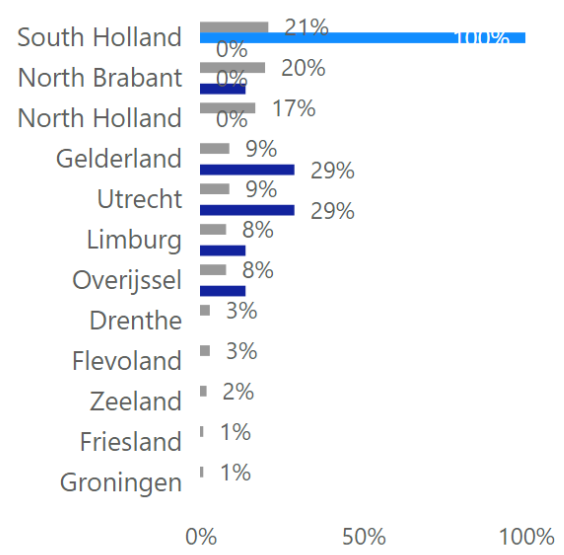 South Holland 21%
100%
0%
North Brabant 20%
0%
North Holland 17%
0%
Gelderland 9%
29%
Utrecht 9%
29%
Limburg 8%
Overijssel 8%
Drenthe 3%
Flevoland 3%
Zeeland 2%
Friesland 1%
Groningen 1%
0% 50% 100%